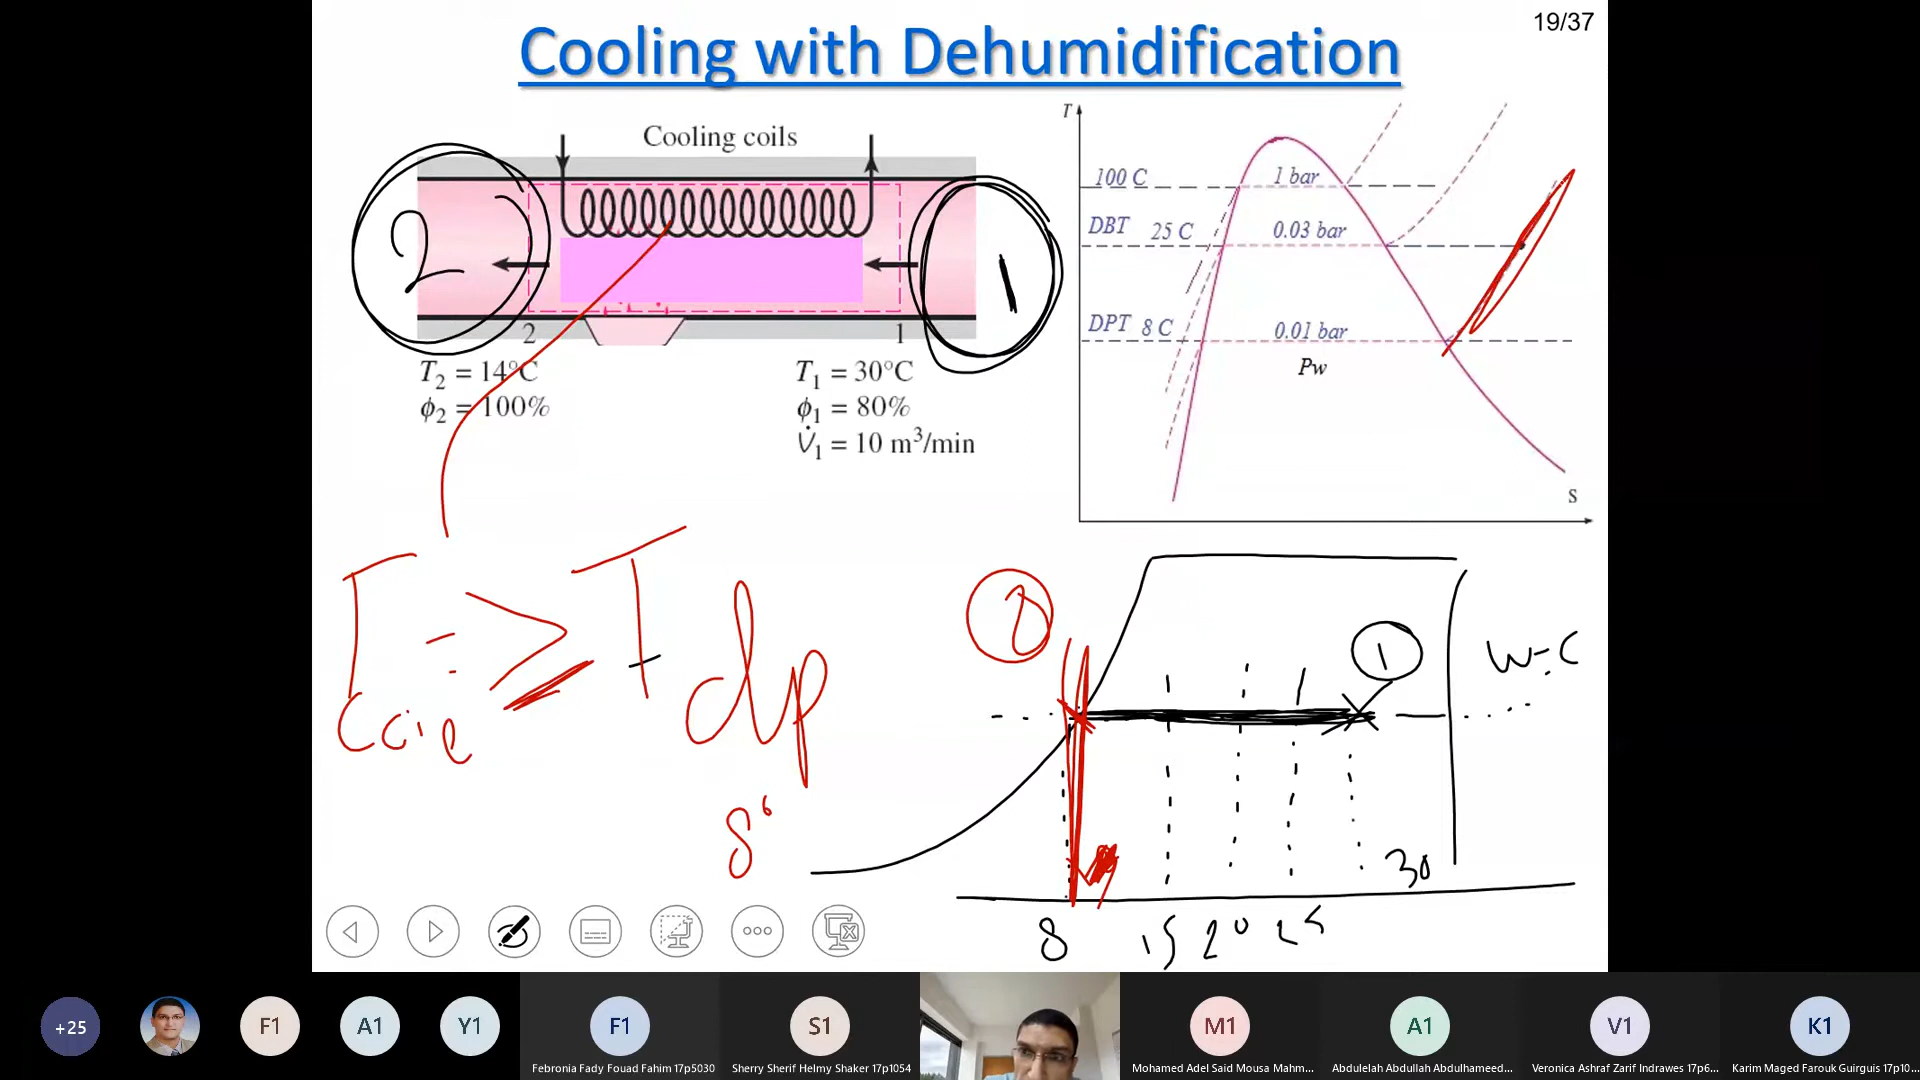 19/37
Cooling with Dehumidification
Cooling coils
2
1
2
1
T₂ = 14°C
ϕ₂ = 100%
T₁ = 30°C
ϕ₁ = 80%
V̇₁ = 10 m³/min
T
100 C
1 bar
DBT 25 C
0.03 bar
DPT 8 C
0.01 bar
Pw
S
T ≥ T dp
8°
8
1
W=C
30
8 15 20 25
+25
F1
A1
Y1
F1
S1
M1
A1
V1
K1
Febronia Fady Fouad Fahim 17p5030
Sherry Sherif Helmy Shaker 17p1054
Mohamed Adel Said Mousa Mahm...
Abdulelah Abdullah Abdulhameed...
Veronica Ashraf Zarif Indrawes 17p6...
Karim Maged Farouk Guirguis 17p10...